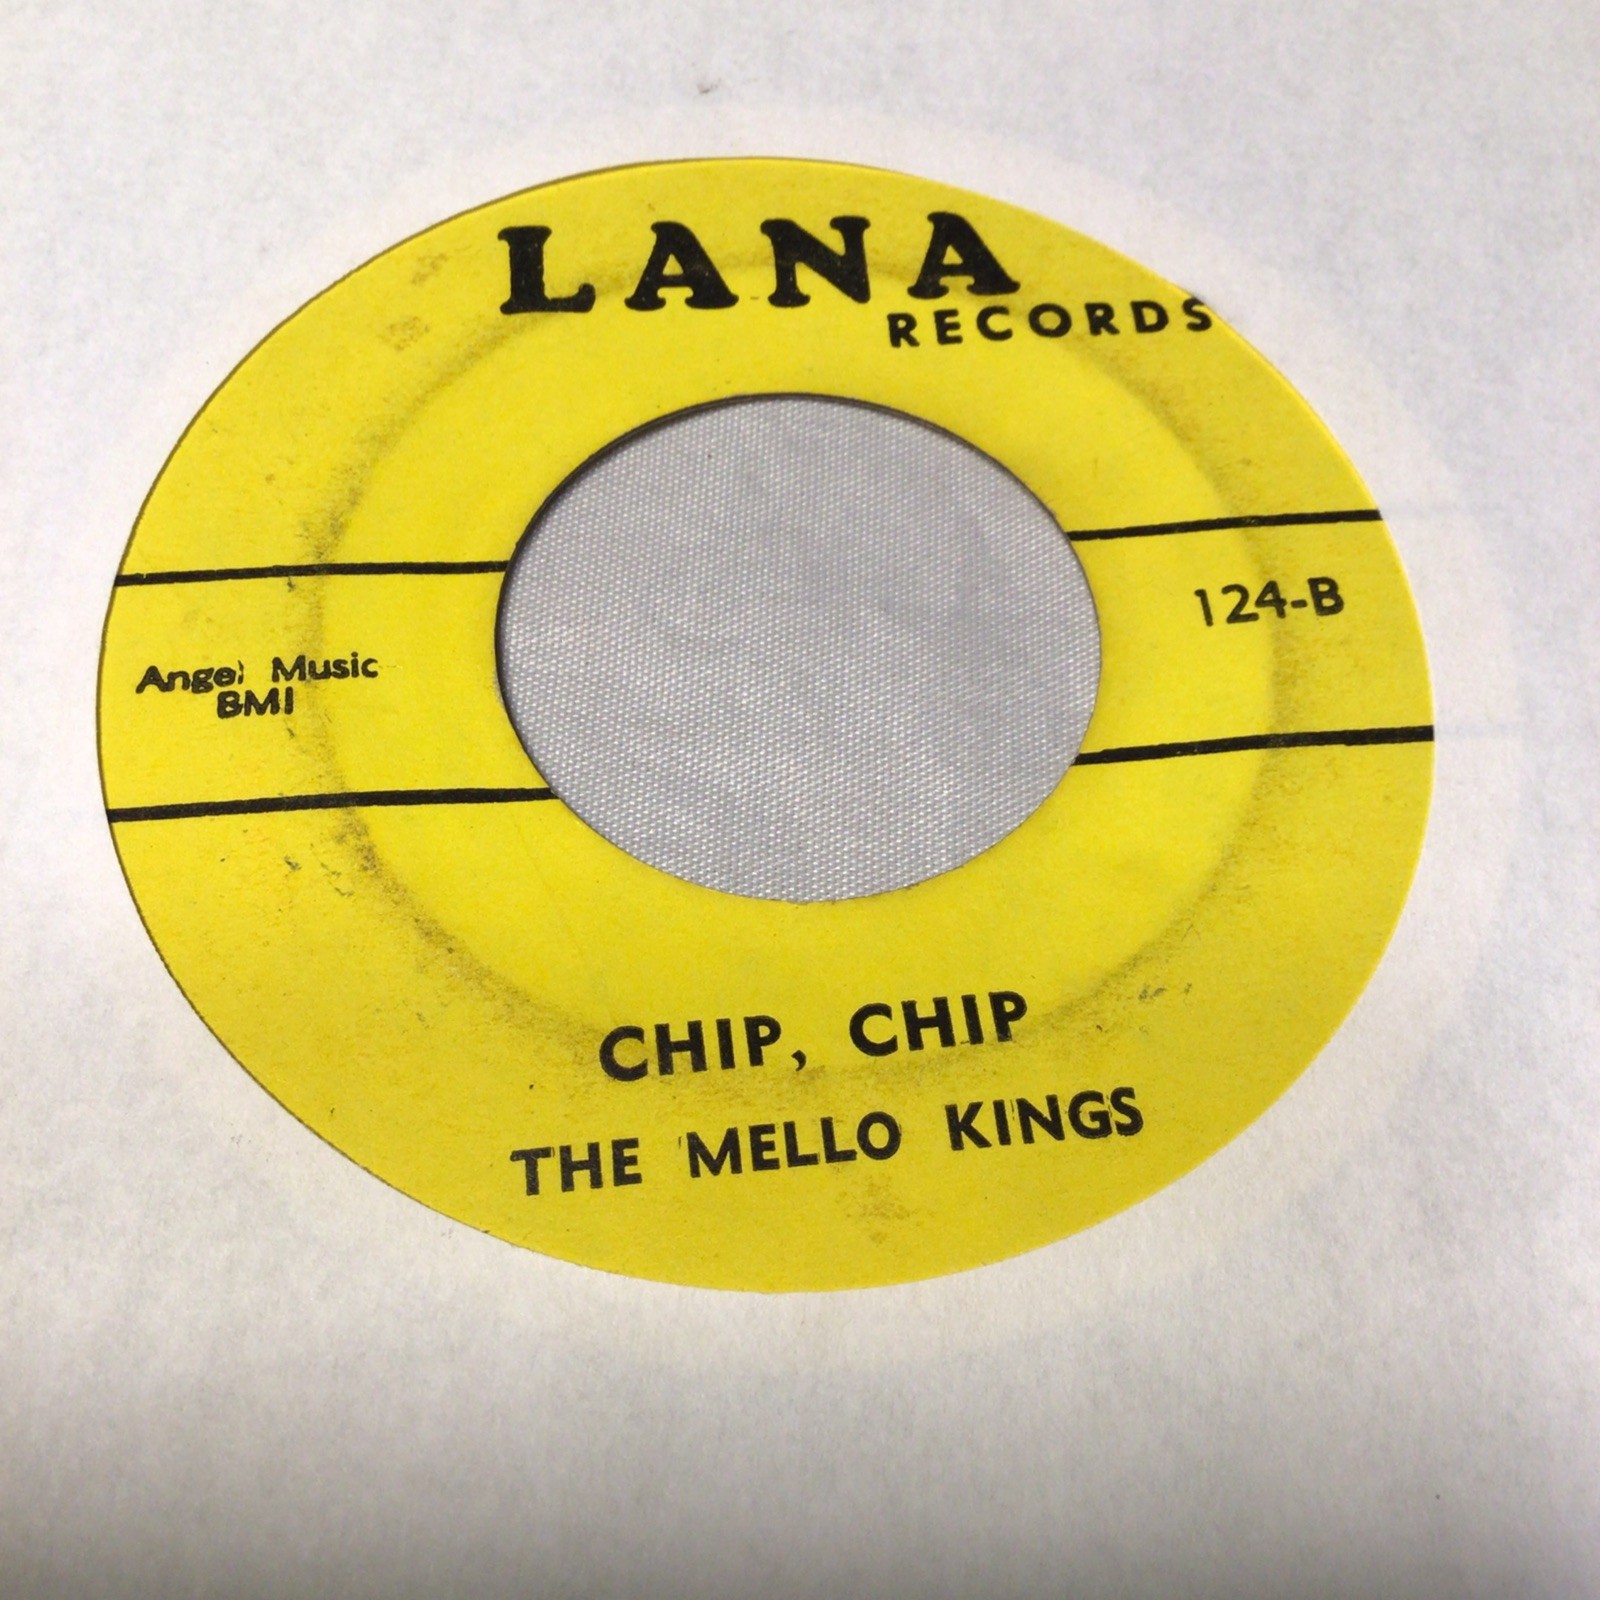 LANA
RECORDS
124-B
Angel Music
BMI
CHIP, CHIP
THE MELLO KINGS